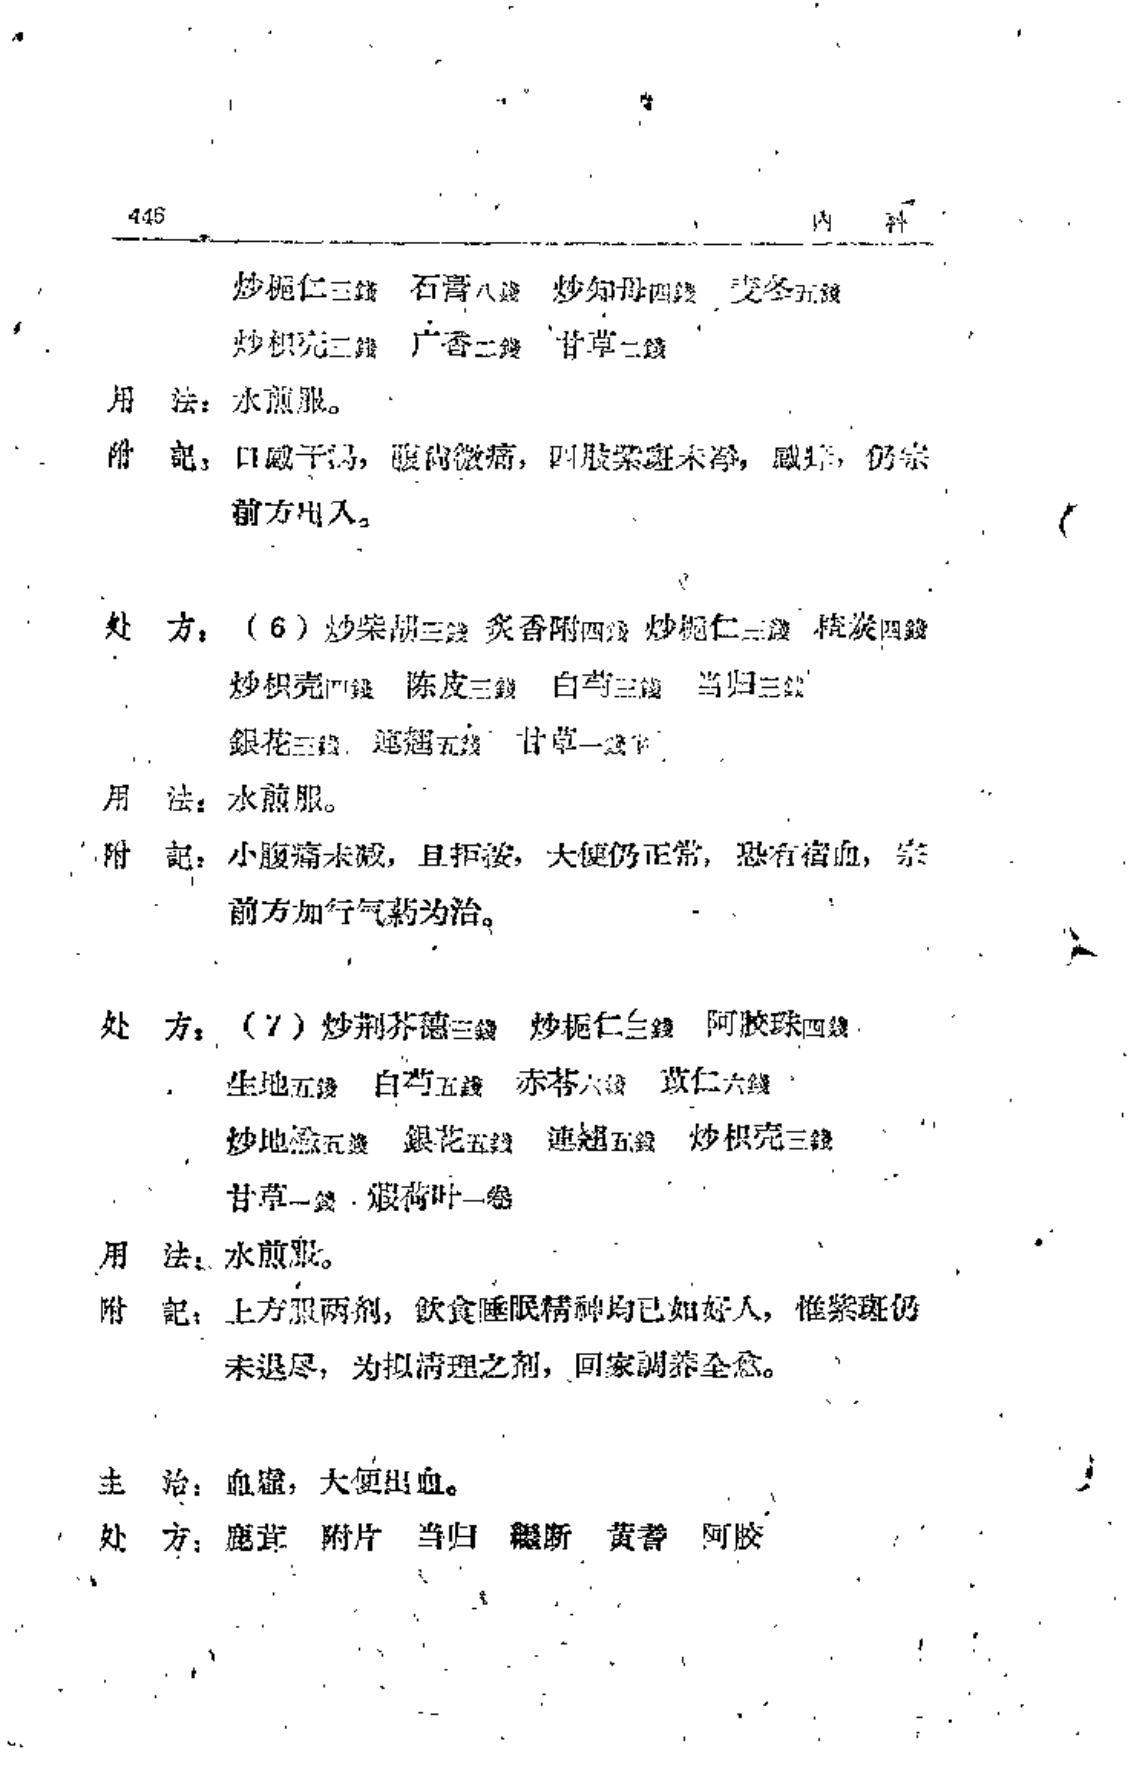 446 内 科
炒栀仁三錢 石膏八錢 炒知母四錢 麦冬五錢
炒枳壳三錢 广香二錢 甘草二錢
用 法：水煎服。
附 記：口感干渴，腹尚微痛，四肢紫斑未净，感痒，仍宗
前方出入。
处 方：（6）炒柴胡三錢 炙香附四錢 炒栀仁三錢 楂炭四錢
炒枳壳四錢 陈皮三錢 白芍三錢 当归三錢
銀花三錢 連翘五錢 甘草一錢半
用 法：水煎服。
附 記：小腹痛未减，且拒按，大便仍正常，恐有宿血，宗
前方加行气药为治。
处 方：（7）炒荆芥穗三錢 炒栀仁三錢 阿胶珠四錢
生地五錢 白芍五錢 赤苓六錢 苡仁六錢
炒地榆五錢 銀花五錢 連翘五錢 炒枳壳三錢
甘草一錢 煅荷叶一卷
用 法：水煎服。
附 記：上方服两剂，飲食睡眠精神均已如好人，惟紫斑仍
未退尽，为拟清理之剂，回家調养全愈。
主 治：血虛，大便出血。
处 方：鹿茸 附片 当归 繼断 黄耆 阿胶